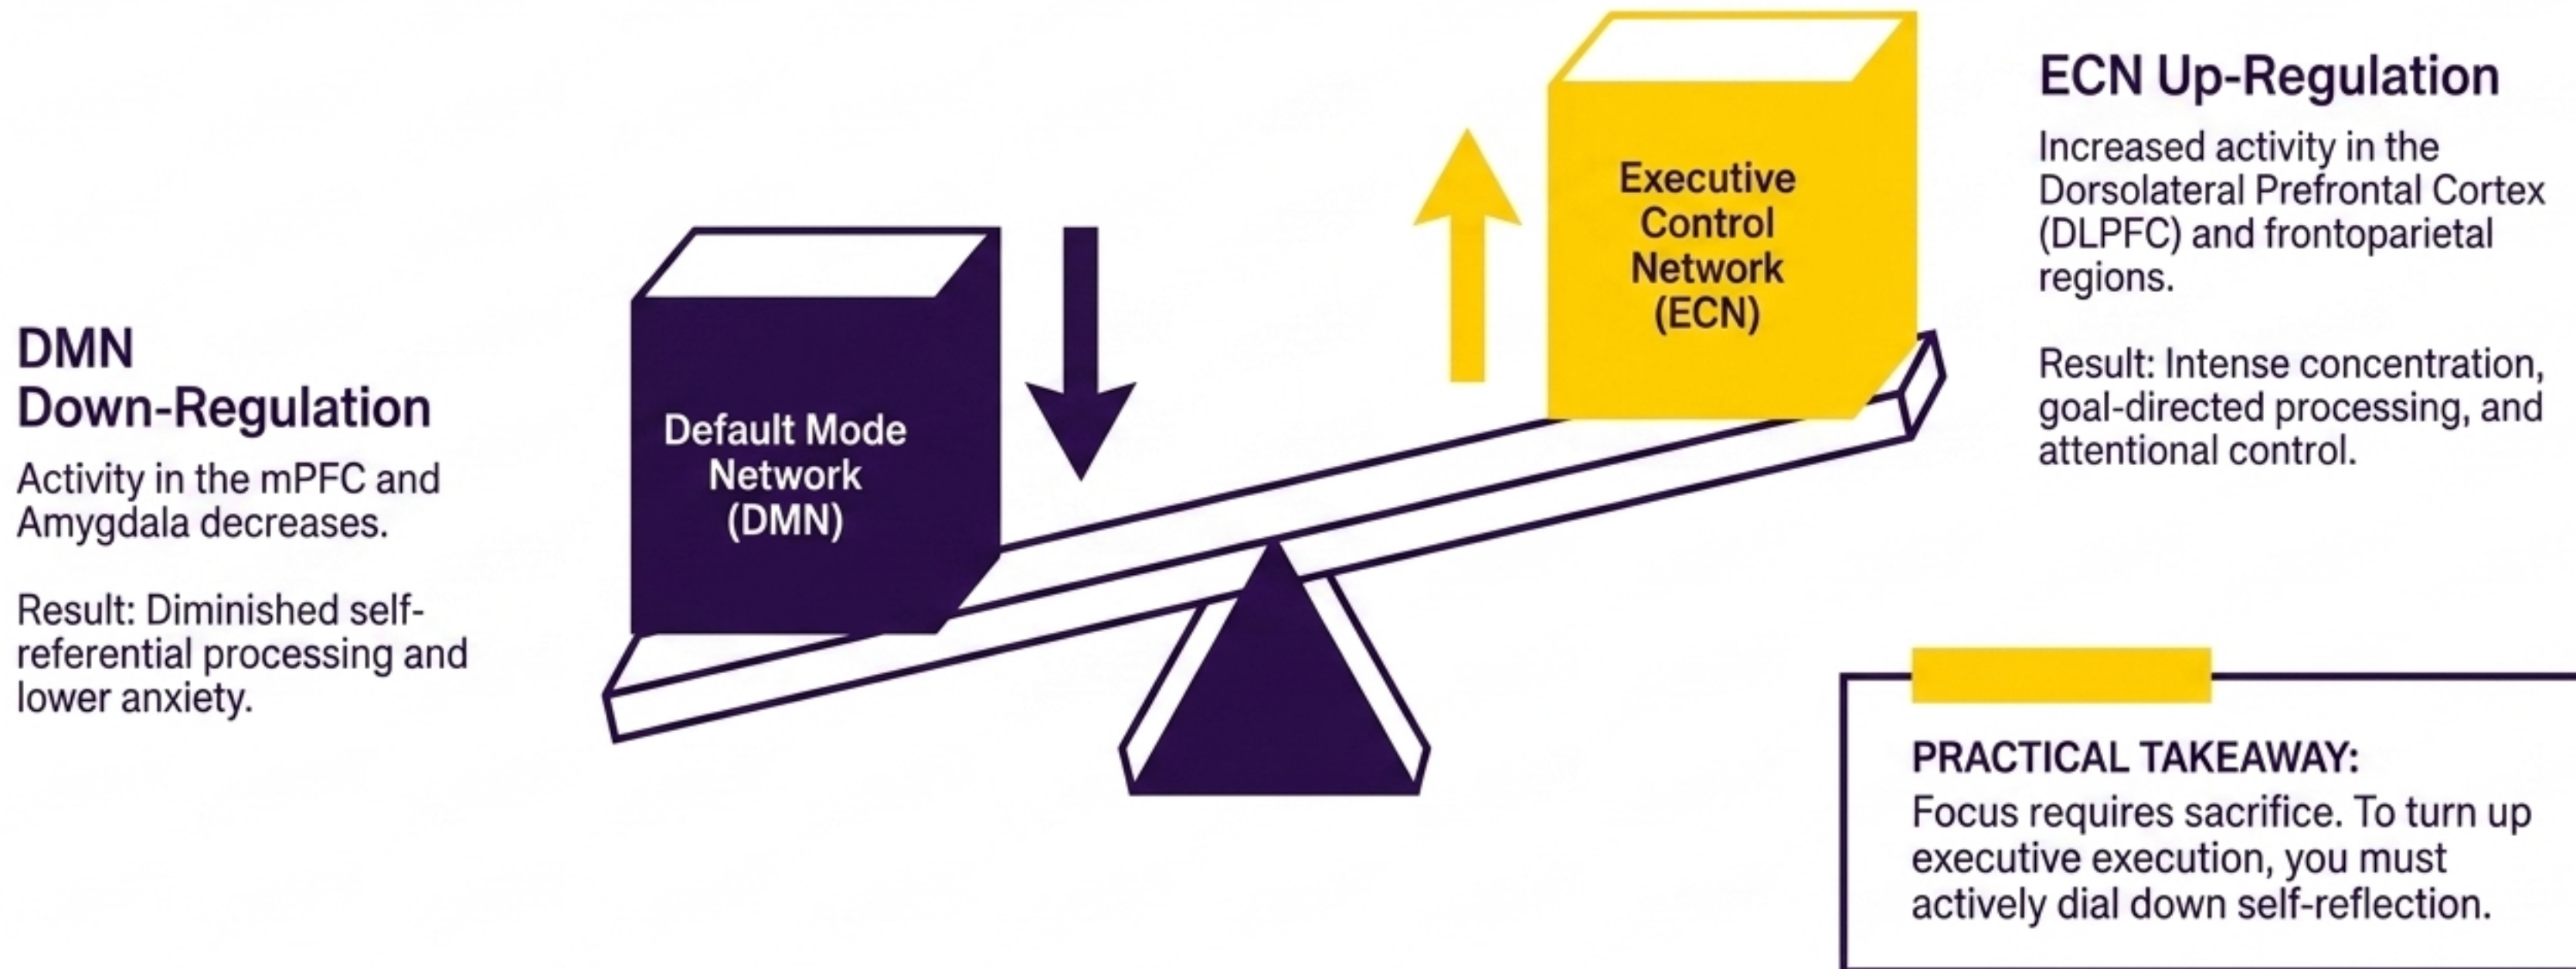 DMN
Down-Regulation
Activity in the mPFC and
Amygdala decreases.
Result: Diminished self-
referential processing and
lower anxiety.
Default Mode
Network
(DMN)
Executive
Control
Network
(ECN)
ECN Up-Regulation
Increased activity in the
Dorsolateral Prefrontal Cortex
(DLPFC) and frontoparietal
regions.
Result: Intense concentration,
goal-directed processing, and
attentional control.
PRACTICAL TAKEAWAY:
Focus requires sacrifice. To turn up
executive execution, you must
actively dial down self-reflection.